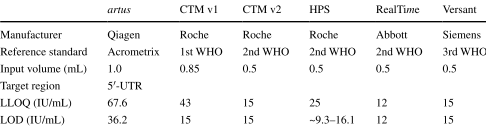 artus CTM v1 CTM v2 HPS RealTime Versant
Manufacturer Qiagen Roche Roche Roche Abbott Siemens
Reference standard Acrometrix 1st WHO 2nd WHO 2nd WHO 2nd WHO 3rd WHO
Input volume (mL) 1.0 0.85 0.5 0.5 0.5 0.5
Target region 5′-UTR
LLOQ (IU/mL) 67.6 43 15 25 12 15
LOD (IU/mL) 36.2 15 15 ~9.3–16.1 12 15